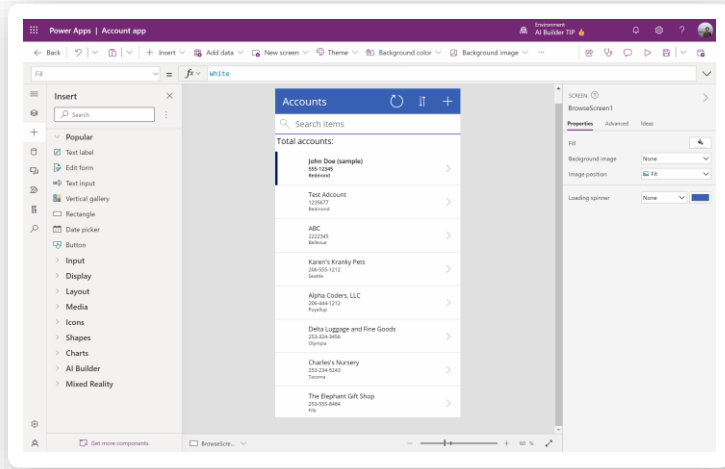 Power Apps | Account app
Environment
AI Builder TIP
?
Back
Insert
Add data
New screen
Theme
Background color
Background image
...
Fill
=
fx
White
Insert
Search
Popular
Text label
Edit form
Text input
Vertical gallery
Rectangle
Date picker
Button
Input
Display
Layout
Media
Icons
Shapes
Charts
AI Builder
Mixed Reality
Get more components
Accounts
Search items
Total accounts:
John Doe (sample)
555-12345
Redmond
Test Adcount
1235677
Redmond
ABC
2222345
Bellevue
Karen's Kranky Pets
206-555-1212
Seattle
Alpha Coders, LLC
206-444-1212
Puyallup
Delta Luggage and Fine Goods
253-324-3456
Olympia
Charles's Nursery
253-234-5243
Tacoma
The Elephant Gift Shop
253-555-8484
BrowseScre...
60 %
SCREEN
BrowseScreen1
Properties
Advanced
Ideas
Fill
Background image
None
Image position
Fit
Loading spinner
None